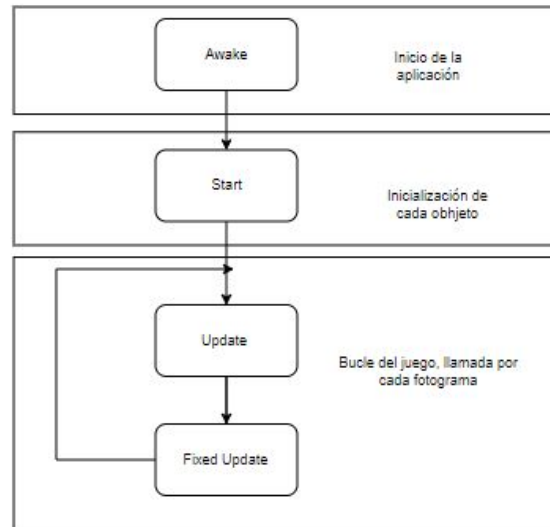 Awake
Inicio de la
aplicación
Start
Inicialización de
cada obhjeto
Update
Bucle del juego, llamada por
cada fotograma
Fixed Update